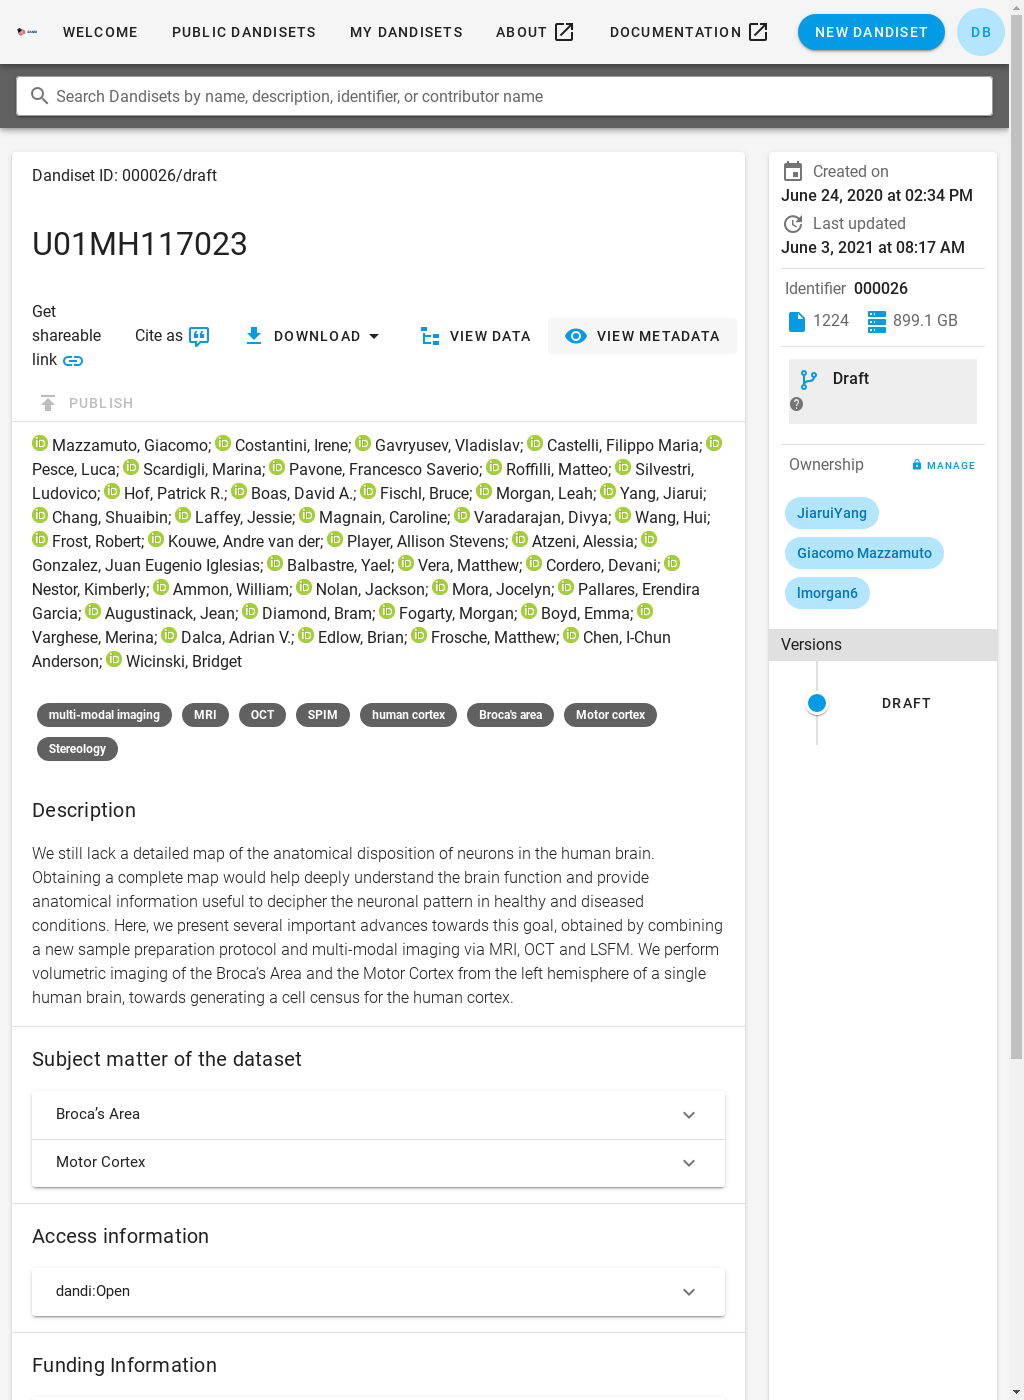 WELCOME PUBLIC DANDISETS MY DANDISETS ABOUT DOCUMENTATION NEW DANDISET DB
Search Dandisets by name, description, identifier, or contributor name
Dandiset ID: 000026/draft
U01MH117023
Get shareable link
Cite as
DOWNLOAD
VIEW DATA
VIEW METADATA
PUBLISH
Mazzamuto, Giacomo; Costantini, Irene; Gavryusev, Vladislav; Castelli, Filippo Maria;
Pesce, Luca; Scardigli, Marina; Pavone, Francesco Saverio; Roffilli, Matteo; Silvestri,
Ludovico; Hof, Patrick R.; Boas, David A.; Fischl, Bruce; Morgan, Leah; Yang, Jiarui;
Chang, Shuaibin; Laffey, Jessie; Magnain, Caroline; Varadarajan, Divya; Wang, Hui;
Frost, Robert; Kouwe, Andre van der; Player, Allison Stevens; Atzeni, Alessia;
Gonzalez, Juan Eugenio Iglesias; Balbastre, Yael; Vera, Matthew; Cordero, Devani;
Nestor, Kimberly; Ammon, William; Nolan, Jackson; Mora, Jocelyn; Pallares, Erendira
Garcia; Augustinack, Jean; Diamond, Bram; Fogarty, Morgan; Boyd, Emma;
Varghese, Merina; Dalca, Adrian V.; Edlow, Brian; Frosche, Matthew; Chen, I-Chun
Anderson; Wicinski, Bridget
multi-modal imaging MRI OCT SPIM human cortex Broca's area Motor cortex
Stereology
Description
We still lack a detailed map of the anatomical disposition of neurons in the human brain.
Obtaining a complete map would help deeply understand the brain function and provide
anatomical information useful to decipher the neuronal pattern in healthy and diseased
conditions. Here, we present several important advances towards this goal, obtained by combining
a new sample preparation protocol and multi-modal imaging via MRI, OCT and LSFM. We perform
volumetric imaging of the Broca’s Area and the Motor Cortex from the left hemisphere of a single
human brain, towards generating a cell census for the human cortex.
Subject matter of the dataset
Broca’s Area
Motor Cortex
Access information
dandi:Open
Funding Information
Created on
June 24, 2020 at 02:34 PM
Last updated
June 3, 2021 at 08:17 AM
Identifier 000026
1224 899.1 GB
Draft
Ownership MANAGE
JiaruiYang
Giacomo Mazzamuto
lmorgan6
Versions
DRAFT